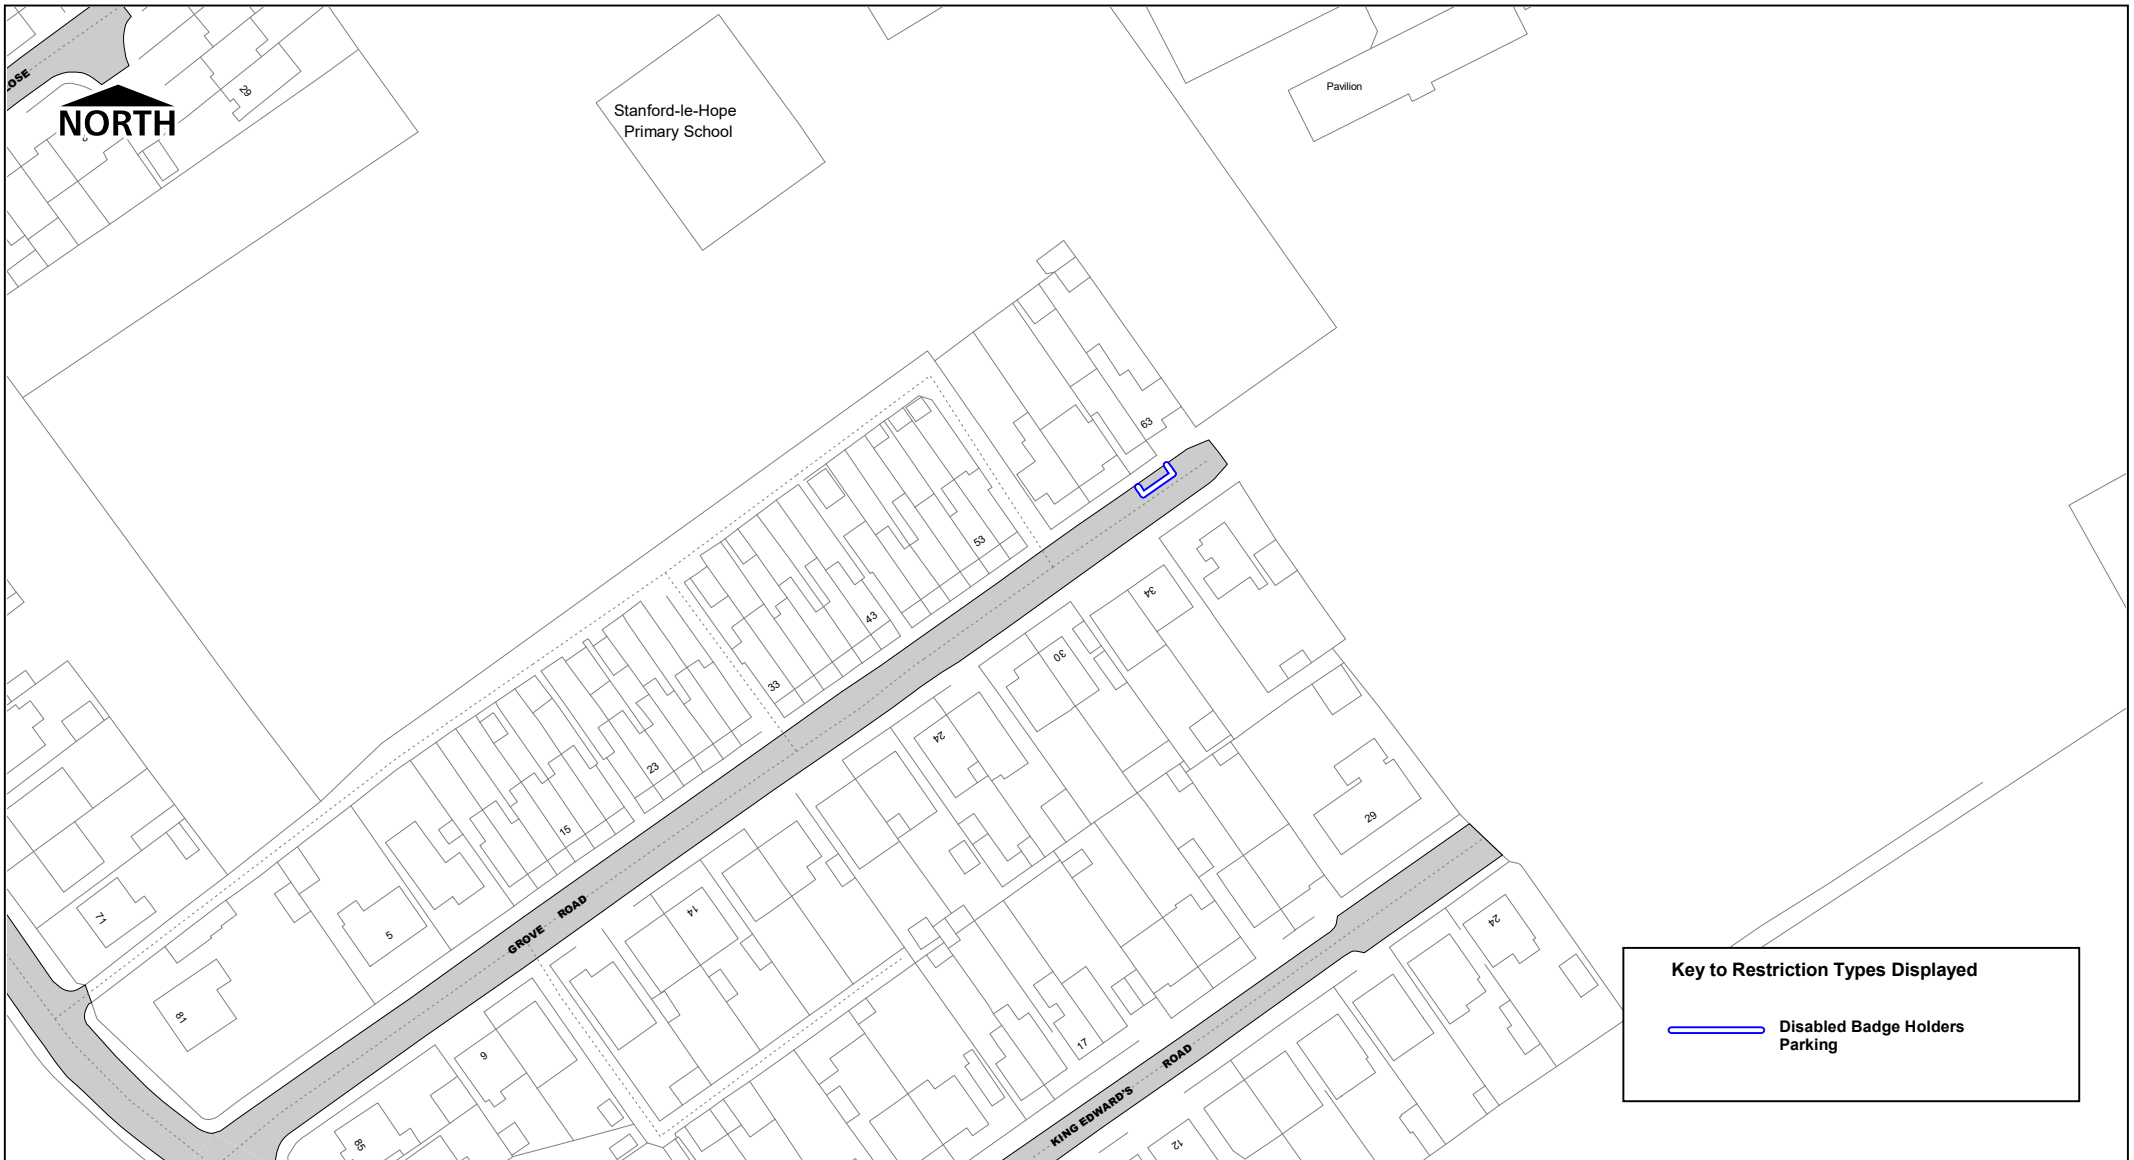 LOSE
NORTH
29
Stanford-le-Hope
Primary School
Pavilion
63
53
43
33
23
15
5
71
81
GROVE ROAD
34
30
24
14
9
85
29
24
17
12
KING EDWARD'S ROAD
Key to Restriction Types Displayed
Disabled Badge Holders
Parking